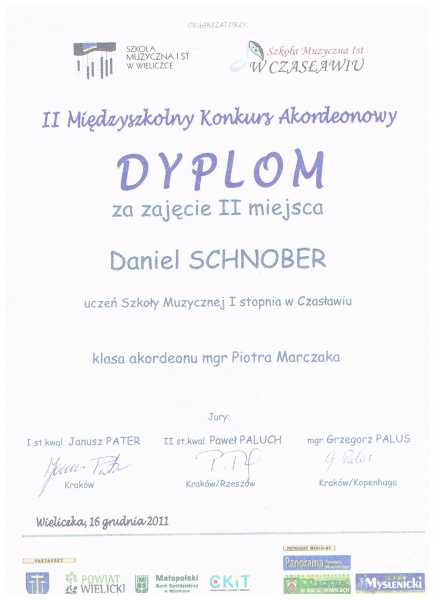 ORGANIZATORZY:
SZKOŁA
MUZYCZNA I ST
W WIELICZCE
Szkoła Muzyczna Ist
W CZASŁAWIU
II Międzyszkolny Konkurs Akordeonowy
DYPLOM
za zajęcie II miejsca
Daniel SCHNOBER
uczeń Szkoły Muzycznej I stopnia w Czasławiu
klasa akordeonu mgr Piotra Marczaka
Jury:
I st.kwal. Janusz PATER
II st.kwal. Paweł PALUCH
mgr Grzegorz PALUS
Kraków
Kraków/Rzeszów
Kraków/Kopenhaga
Wieliczka, 16 grudnia 2011
PARTNERZY
POWIAT
WIELICKI
Małopolski
Bank Spółdzielczy
w Wieliczce
CKiT
PATRONAT MEDIALNY
Panorama
MYŚLENICKI